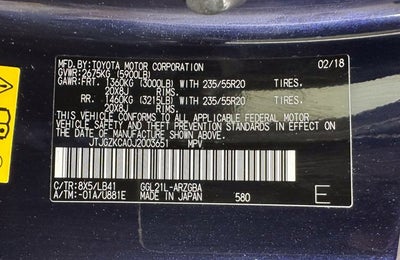 MFD. BY: TOYOTA MOTOR CORPORATION 02/18
GVWR: 2675KG (5900LB)
GAWR: FRT. 1360KG (3000LB) WITH 235/55R20 TIRES.
20X8J RIMS.
RR. 1460KG (3215LB) WITH 235/55R20 TIRES.
20X8J RIMS.
THIS VEHICLE CONFORMS TO ALL APPLICABLE
FEDERAL MOTOR VEHICLE SAFETY STANDARDS IN
EFFECT ON THE DATE OF MANUFACTURE SHOWN
ABOVE.
JTJGZKCA0J2003651 MPV
C/TR: 8X5/LB41 GGL21L-ARZGBA
A/TM: -01A/U881E MADE IN JAPAN 580 E